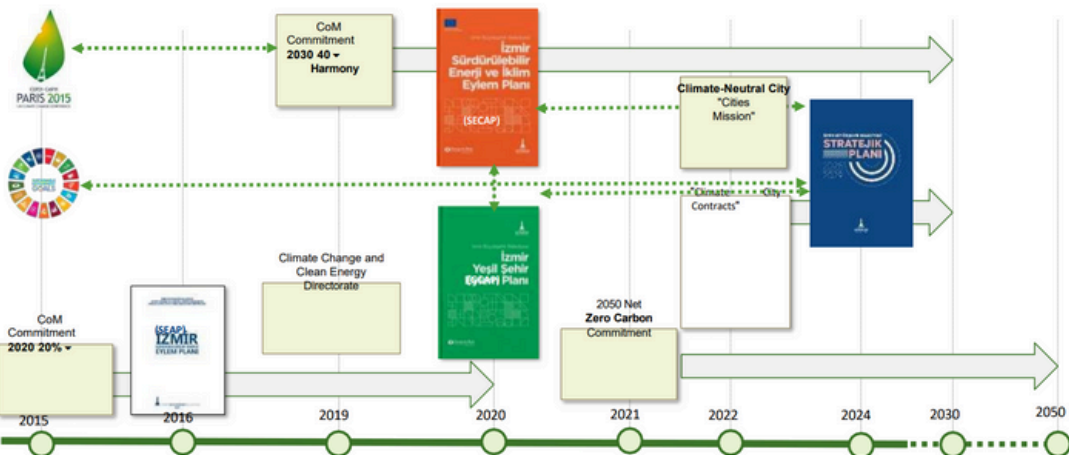 CoM
Commitment
2030 40
Harmony
PARIS 2015
İzmir
Sürdürülebilir
Enerji ve İklim
Eylem Planı
(SECAP)
Climate-Neutral City
"Cities
Mission"
STRATEJİK
PLANI
GOALS
"Climate City
Contracts"
Climate Change and
Clean Energy
Directorate
İzmir
Yeşil Şehir
Eylem Planı
2050 Net
Zero Carbon
Commitment
CoM
Commitment
2020 20%
(SEAP)
İZMİR
EYLEM PLANI
2015
2016
2019
2020
2021
2022
2024
2030
2050